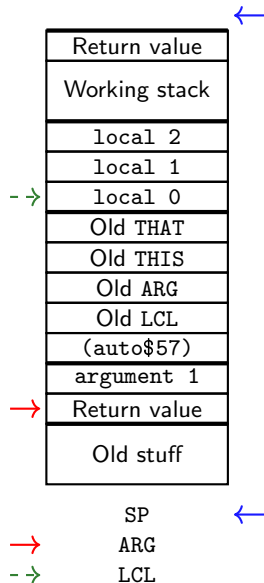 Return value
Working stack
local 2
local 1
local 0
Old THAT
Old THIS
Old ARG
Old LCL
(auto$57)
argument 1
Return value
Old stuff
SP
ARG
LCL